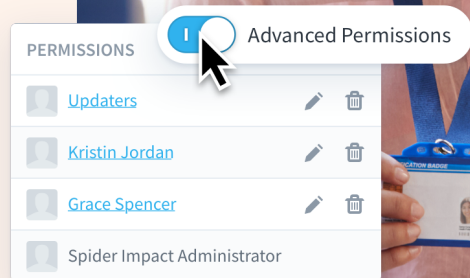 Advanced Permissions
PERMISSIONS
Updaters
Kristin Jordan
Grace Spencer
Spider Impact Administrator